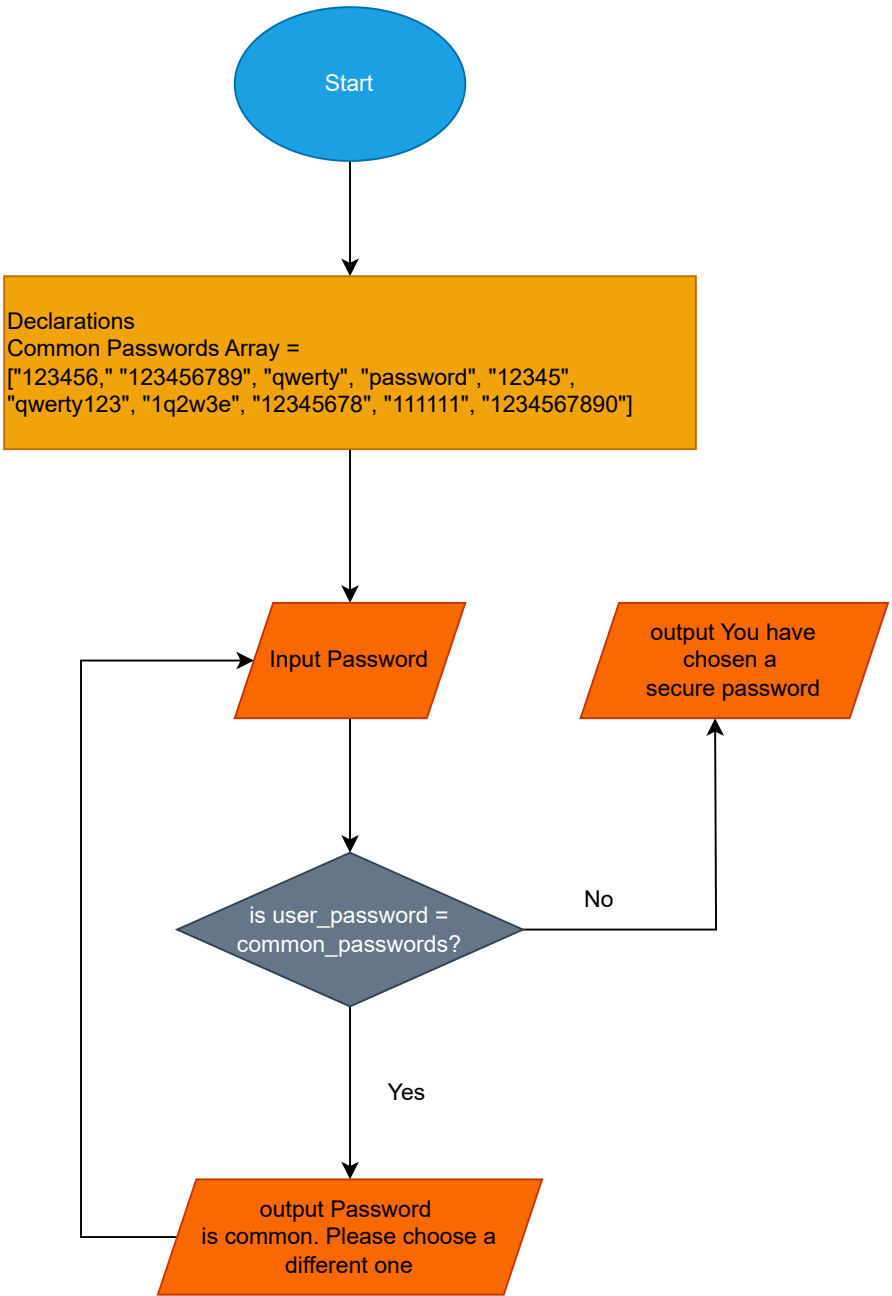 Start
Declarations
Common Passwords Array =
["123456," "123456789", "qwerty", "password", "12345",
"qwerty123", "1q2w3e", "12345678", "111111", "1234567890"]
Input Password
output You have
chosen a
secure password
is user_password =
common_passwords?
No
Yes
output Password
is common. Please choose a
different one